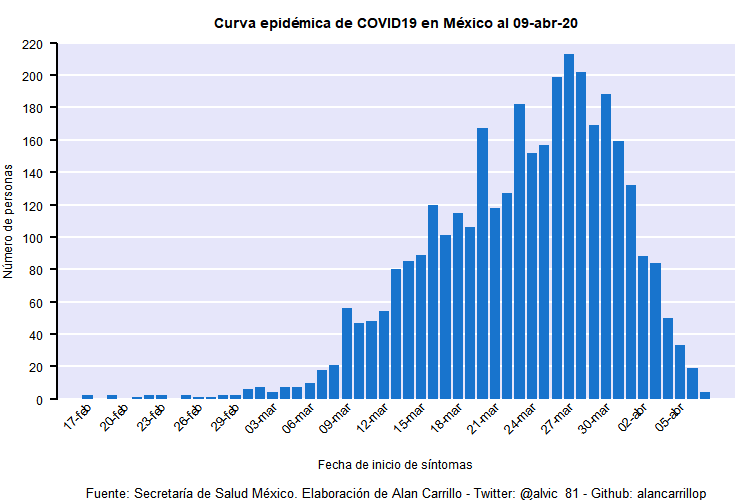 Curva epidémica de COVID19 en México al 09-abr-20
Número de personas
220
200
180
160
140
120
100
80
60
40
20
0
17-feb
20-feb
23-feb
26-feb
29-feb
03-mar
06-mar
09-mar
12-mar
15-mar
18-mar
21-mar
24-mar
27-mar
30-mar
02-abr
05-abr
Fecha de inicio de síntomas
Fuente: Secretaría de Salud México. Elaboración de Alan Carrillo - Twitter: @alvic_81 - Github: alancarrillop